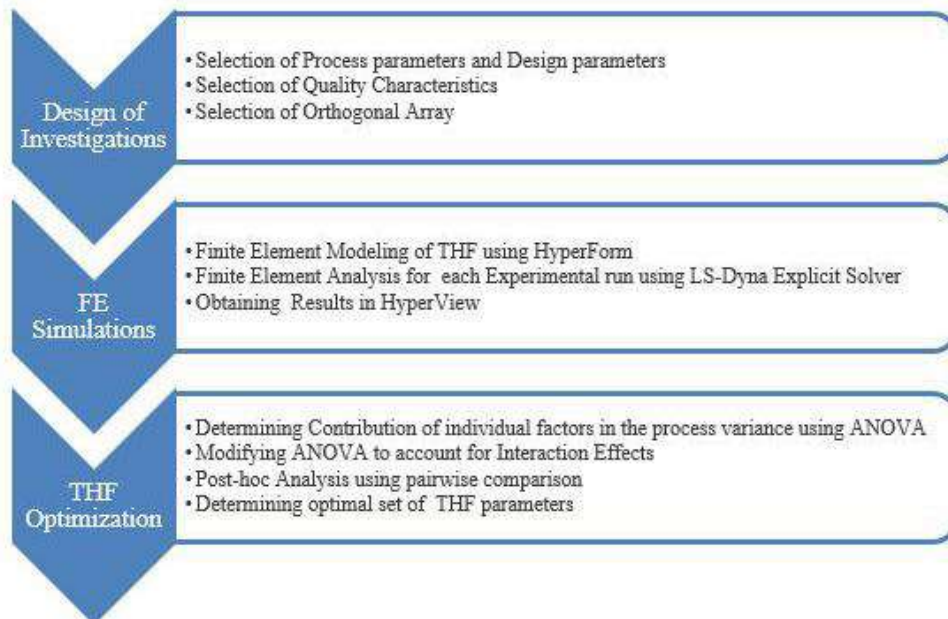 Design of
Investigations
• Selection of Process parameters and Design parameters
• Selection of Quality Characteristics
• Selection of Orthogonal Array
FE
Simulations
• Finite Element Modeling of THF using HyperForm
• Finite Element Analysis for each Experimental run using LS-Dyna Explicit Solver
• Obtaining Results in HyperView
THF
Optimization
• Determining Contribution of individual factors in the process variance using ANOVA
• Modifying ANOVA to account for Interaction Effects
• Post-hoc Analysis using pairwise comparison
• Determining optimal set of THF parameters